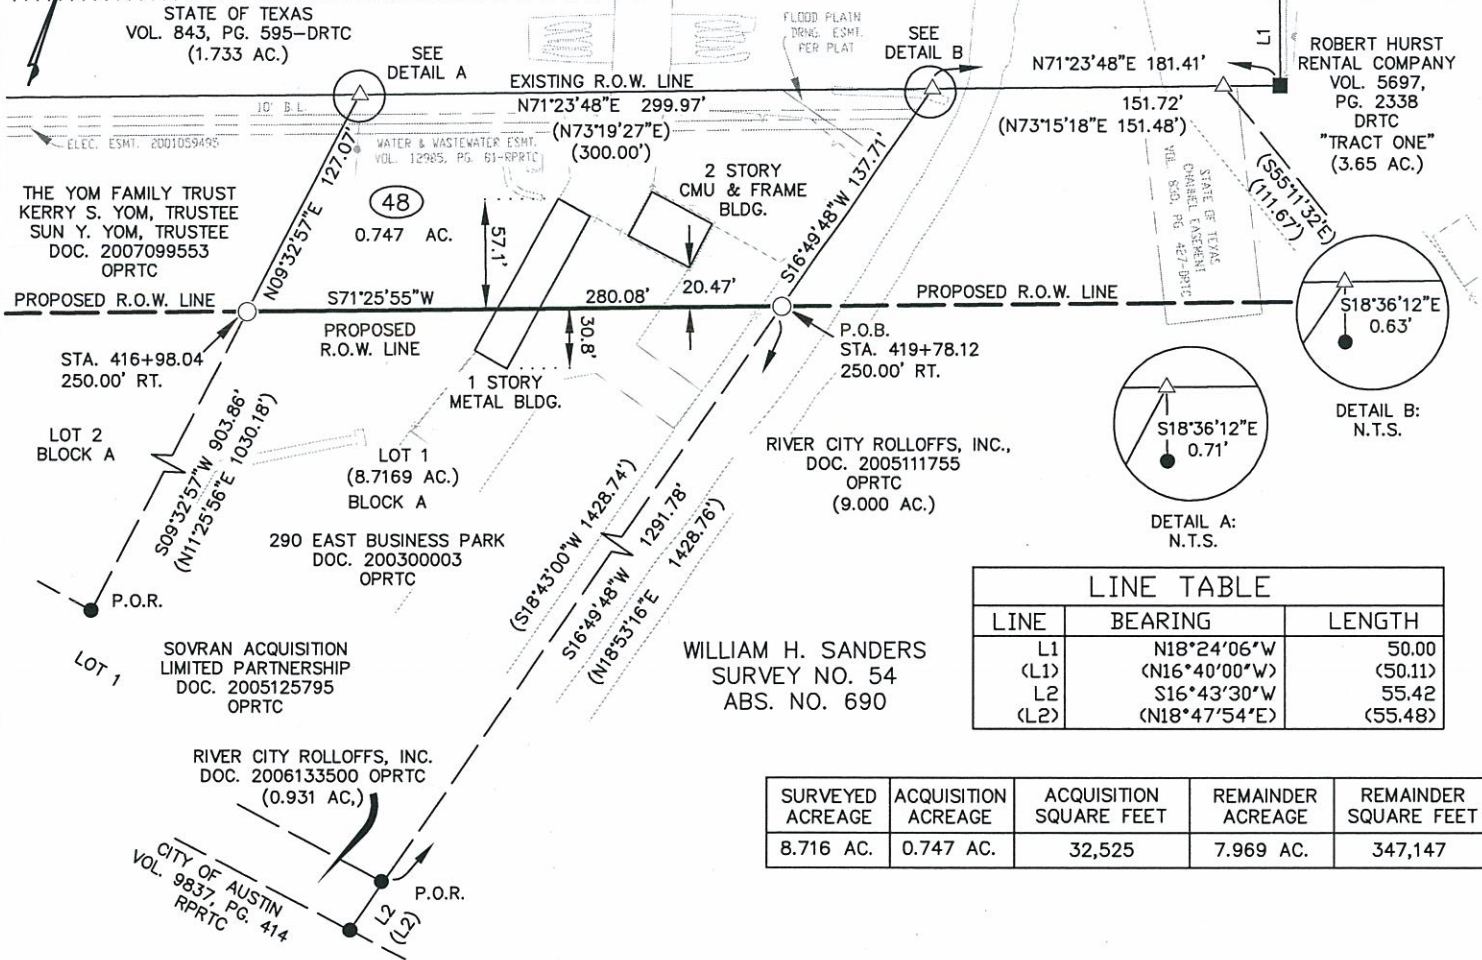 STATE OF TEXAS
VOL. 843, PG. 595-DRTC
(1.733 AC.)
SEE
DETAIL A
FLOOD PLAIN
DRNG. ESMT.
PER PLAT
SEE
DETAIL B
L1
ROBERT HURST
RENTAL COMPANY
VOL. 5697,
PG. 2338
DRTC
"TRACT ONE"
(3.65 AC.)
EXISTING R.O.W. LINE
N71°23'48"E 299.97'
(N73°19'27"E)
(300.00')
N71°23'48"E 181.41'
151.72'
(N73°15'18"E 151.48')
10' B.L.
ELEC. ESMT. 2001059495
WATER & WASTEWATER ESMT.
VOL. 12985, PG. 61-RPRTC
N09°32'57"E 127.07'
S16°49'48"W 137.71'
(S55°11'32"E)
(111.67')
STATE OF TEXAS
CHANNEL EASEMENT
VOL. 830, PG. 427-DRTC
THE YOM FAMILY TRUST
KERRY S. YOM, TRUSTEE
SUN Y. YOM, TRUSTEE
DOC. 2007099553
OPRTC
48
0.747 AC.
2 STORY
CMU & FRAME
BLDG.
57.1'
20.47'
PROPOSED R.O.W. LINE
S71°25'55"W
280.08'
PROPOSED R.O.W. LINE
PROPOSED
R.O.W. LINE
30.8'
STA. 416+98.04
250.00' RT.
P.O.B.
STA. 419+78.12
250.00' RT.
1 STORY
METAL BLDG.
S18°36'12"E
0.63'
DETAIL B:
N.T.S.
S18°36'12"E
0.71'
DETAIL A:
N.T.S.
LOT 2
BLOCK A
S09°32'57"W 903.86'
(N11°25'56"E 1030.18')
LOT 1
(8.7169 AC.)
BLOCK A
RIVER CITY ROLLOFFS, INC.,
DOC. 2005111755
OPRTC
(9.000 AC.)
290 EAST BUSINESS PARK
DOC. 200300003
OPRTC
(S18°43'00"W 1428.74')
S16°49'48"W 1291.78'
(N18°53'16"E 1428.76')
P.O.R.
LOT 1
SOVRAN ACQUISITION
LIMITED PARTNERSHIP
DOC. 2005125795
OPRTC
WILLIAM H. SANDERS
SURVEY NO. 54
ABS. NO. 690
LINE TABLE
LINE BEARING LENGTH
L1 N18°24'06"W 50.00
(L1) (N16°40'00"W) (50.11)
L2 S16°43'30"W 55.42
(L2) (N18°47'54"E) (55.48)
RIVER CITY ROLLOFFS, INC.
DOC. 2006133500 OPRTC
(0.931 AC,)
CITY OF AUSTIN
VOL. 9837, PG. 414
RPRTC
P.O.R.
L2
(L2)
SURVEYED ACQUISITION ACQUISITION REMAINDER REMAINDER
ACREAGE ACREAGE SQUARE FEET ACREAGE SQUARE FEET
8.716 AC. 0.747 AC. 32,525 7.969 AC. 347,147